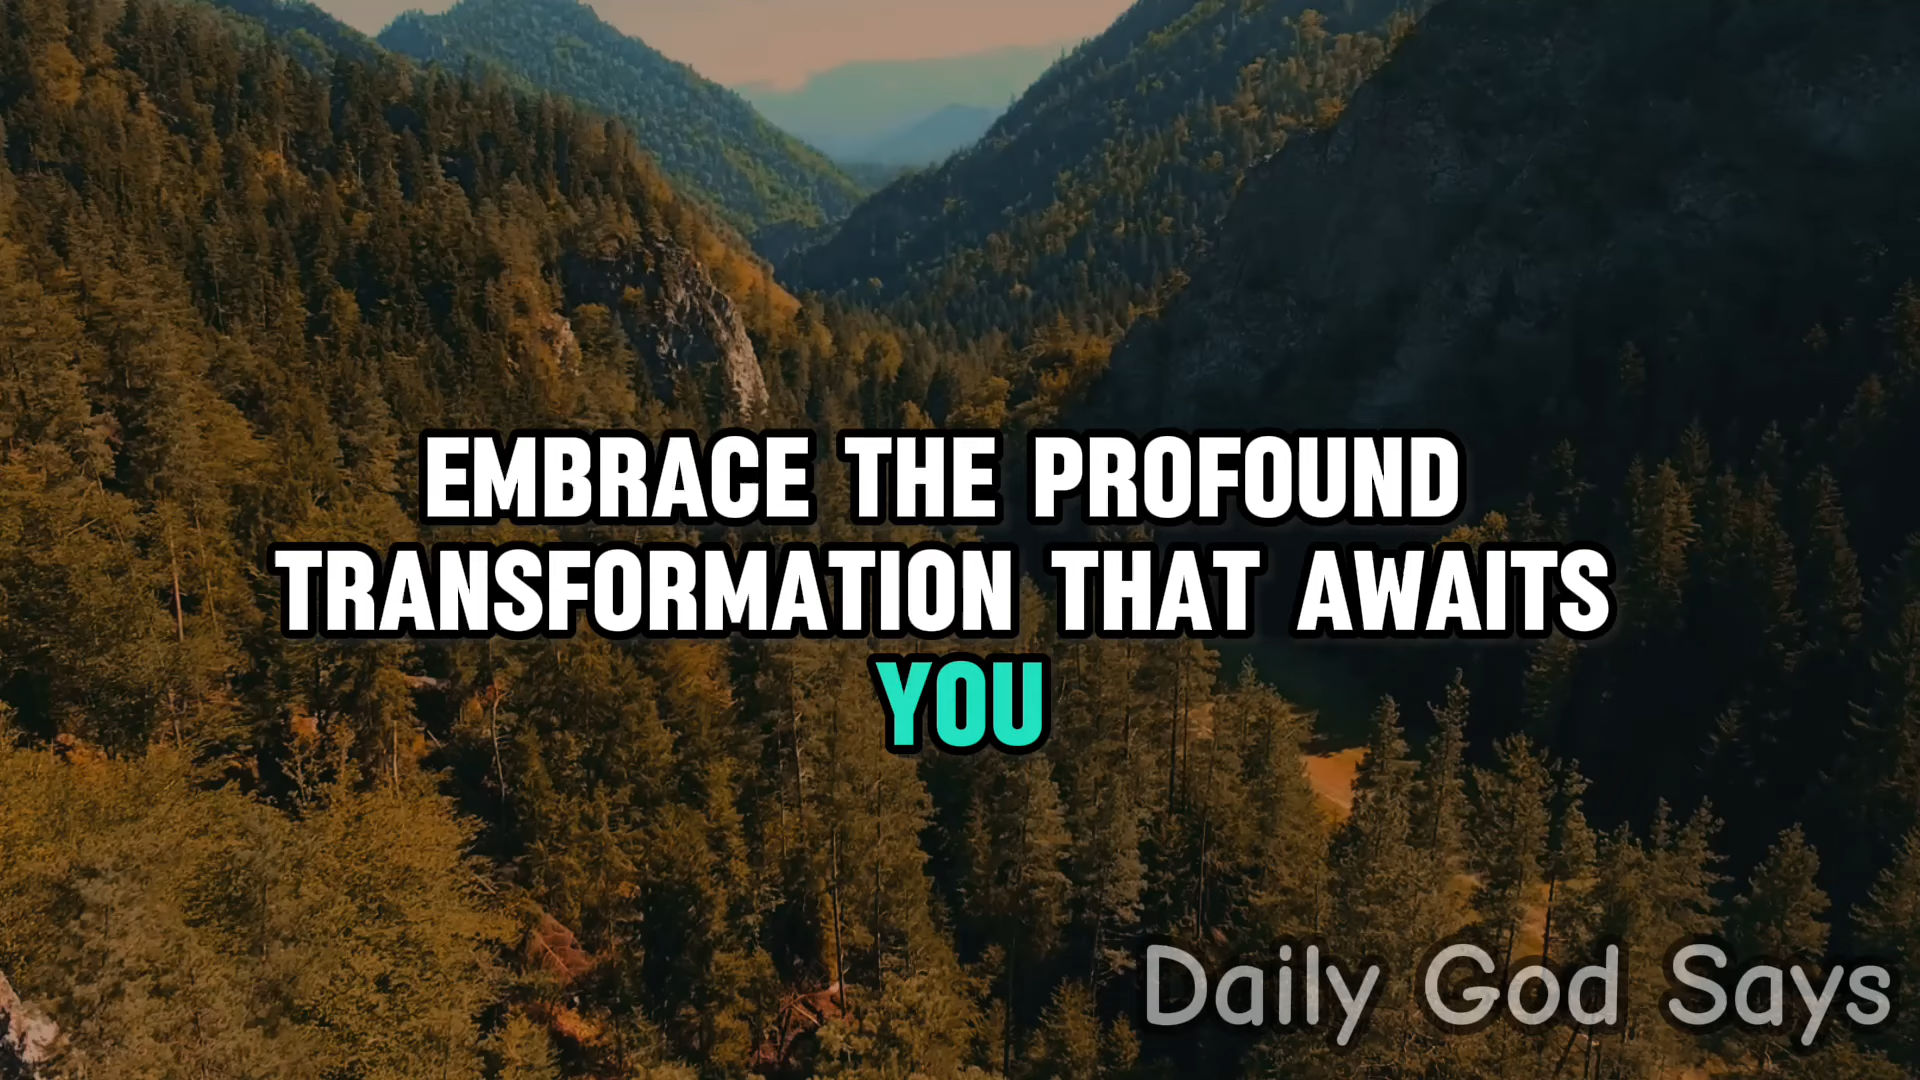 EMBRACE THE PROFOUND
TRANSFORMATION THAT AWAITS
YOU
Daily God Says